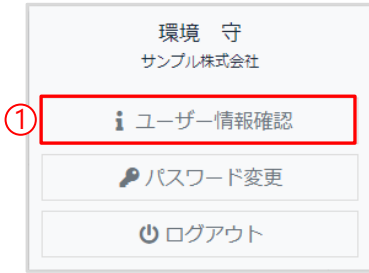 環境　守
サンプル株式会社
① ユーザー情報確認
パスワード変更
ログアウト